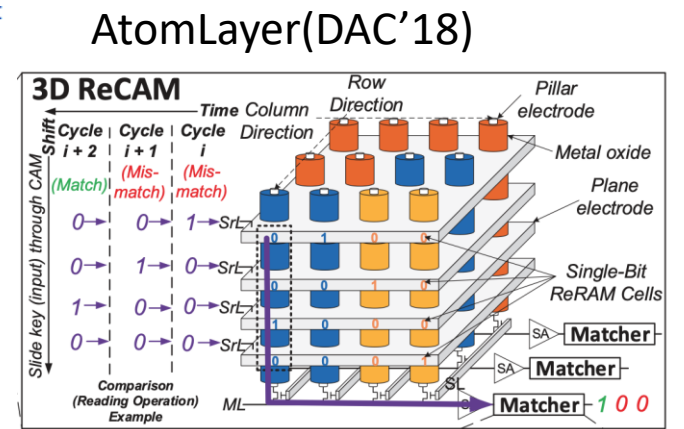 AtomLayer(DAC’18)
3D ReCAM
Time
Row
Direction
Column
Direction
Pillar
electrode
Metal oxide
Plane
electrode
Single-Bit
ReRAM Cells
Shift
Slide key (input) through CAM
Cycle
i + 2
Cycle
i + 1
Cycle
i
(Match)
(Mis-
match)
(Mis-
match)
0 0 1 SrL 0 1 0 0
0 1 0 SrL 0 0 1 0
1 0 0 SrL 1 0 0 0
0 0 0 SrL 0 0 0 1
Comparison
(Reading Operation)
Example
ML
SL
SA Matcher
SA Matcher
Matcher 1 0 0